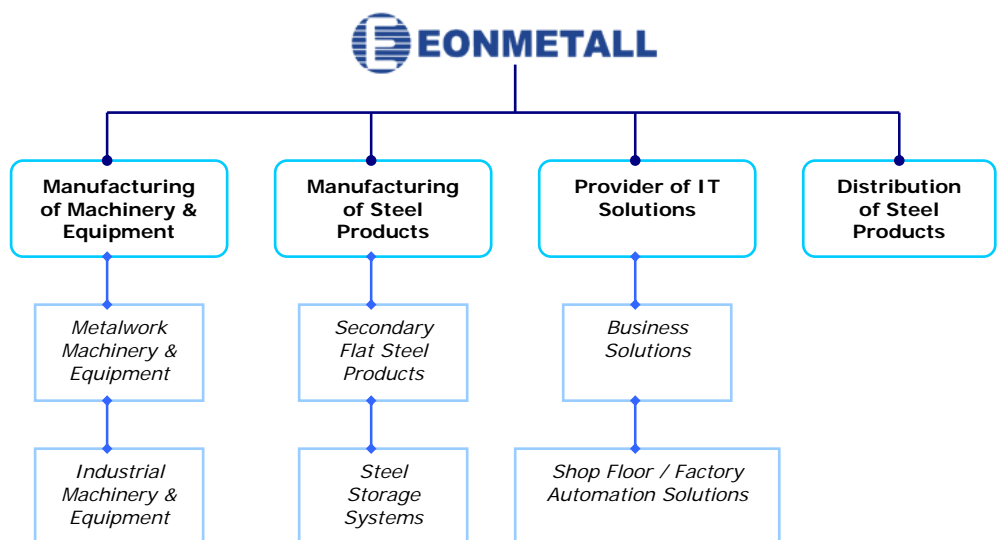 EONMETALL
Manufacturing
of Machinery &
Equipment
Manufacturing
of Steel
Products
Provider of IT
Solutions
Distribution
of Steel
Products
Metalwork
Machinery &
Equipment
Secondary
Flat Steel
Products
Business
Solutions
Industrial
Machinery &
Equipment
Steel
Storage
Systems
Shop Floor / Factory
Automation Solutions